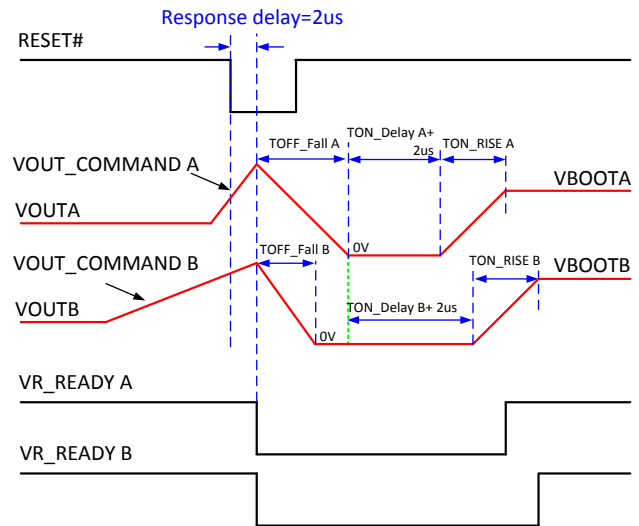 Response delay=2us
RESET#
TOFF_Fall A
TON_Delay A+
2us
TON_RISE A
VOUT_COMMAND A
VBOOTA
VOUTA
0V
TOFF_Fall B
TON_RISE B
VOUT_COMMAND B
VBOOTB
VOUTB
TON_Delay B+ 2us
0V
VR_READY A
VR_READY B